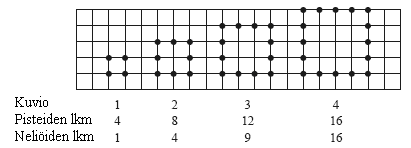 Kuvio 1 2 3 4
Pisteiden lkm 4 8 12 16
Neliöiden lkm 1 4 9 16